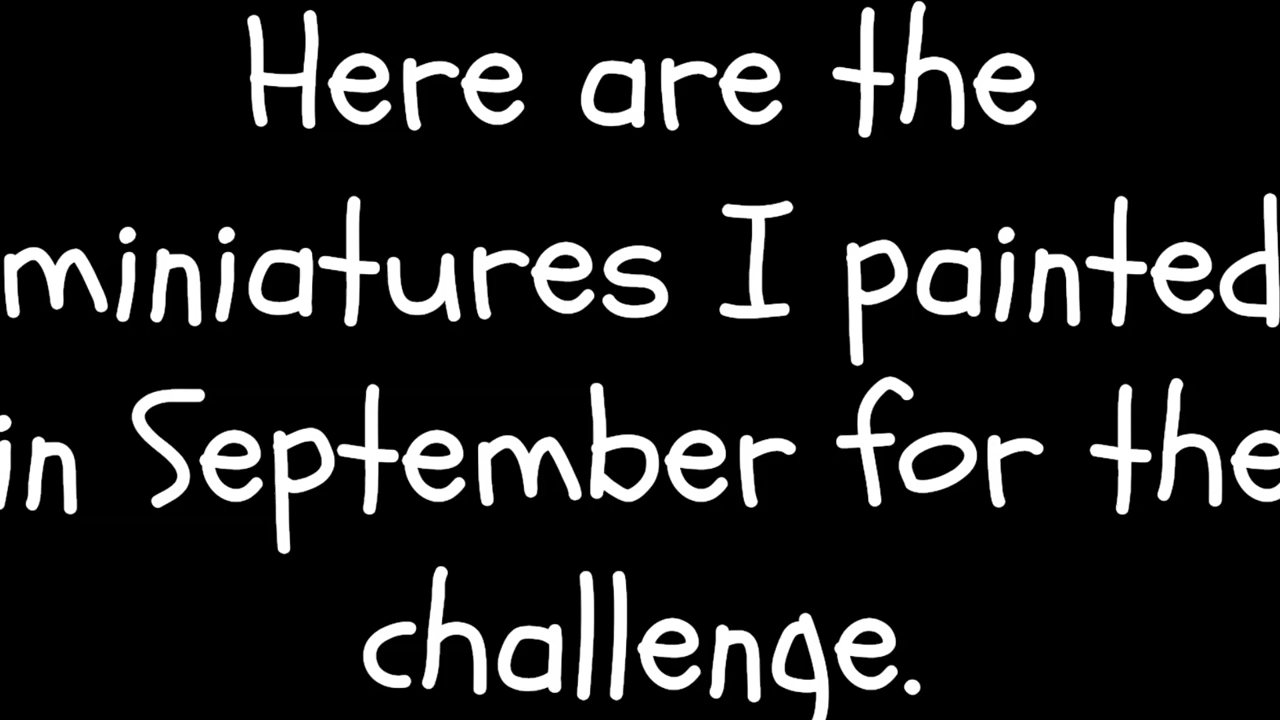 Here are the
miniatures I painted
in September for the
challenge.